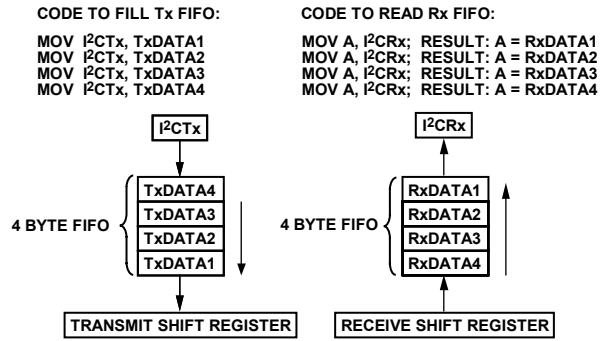 CODE TO FILL Tx FIFO:
MOV I²CTx, TxDATA1
MOV I²CTx, TxDATA2
MOV I²CTx, TxDATA3
MOV I²CTx, TxDATA4
I²CTx
4 BYTE FIFO
TxDATA4
TxDATA3
TxDATA2
TxDATA1
TRANSMIT SHIFT REGISTER
CODE TO READ Rx FIFO:
MOV A, I²CRx; RESULT: A = RxDATA1
MOV A, I²CRx; RESULT: A = RxDATA2
MOV A, I²CRx; RESULT: A = RxDATA3
MOV A, I²CRx; RESULT: A = RxDATA4
I²CRx
4 BYTE FIFO
RxDATA1
RxDATA2
RxDATA3
RxDATA4
RECEIVE SHIFT REGISTER